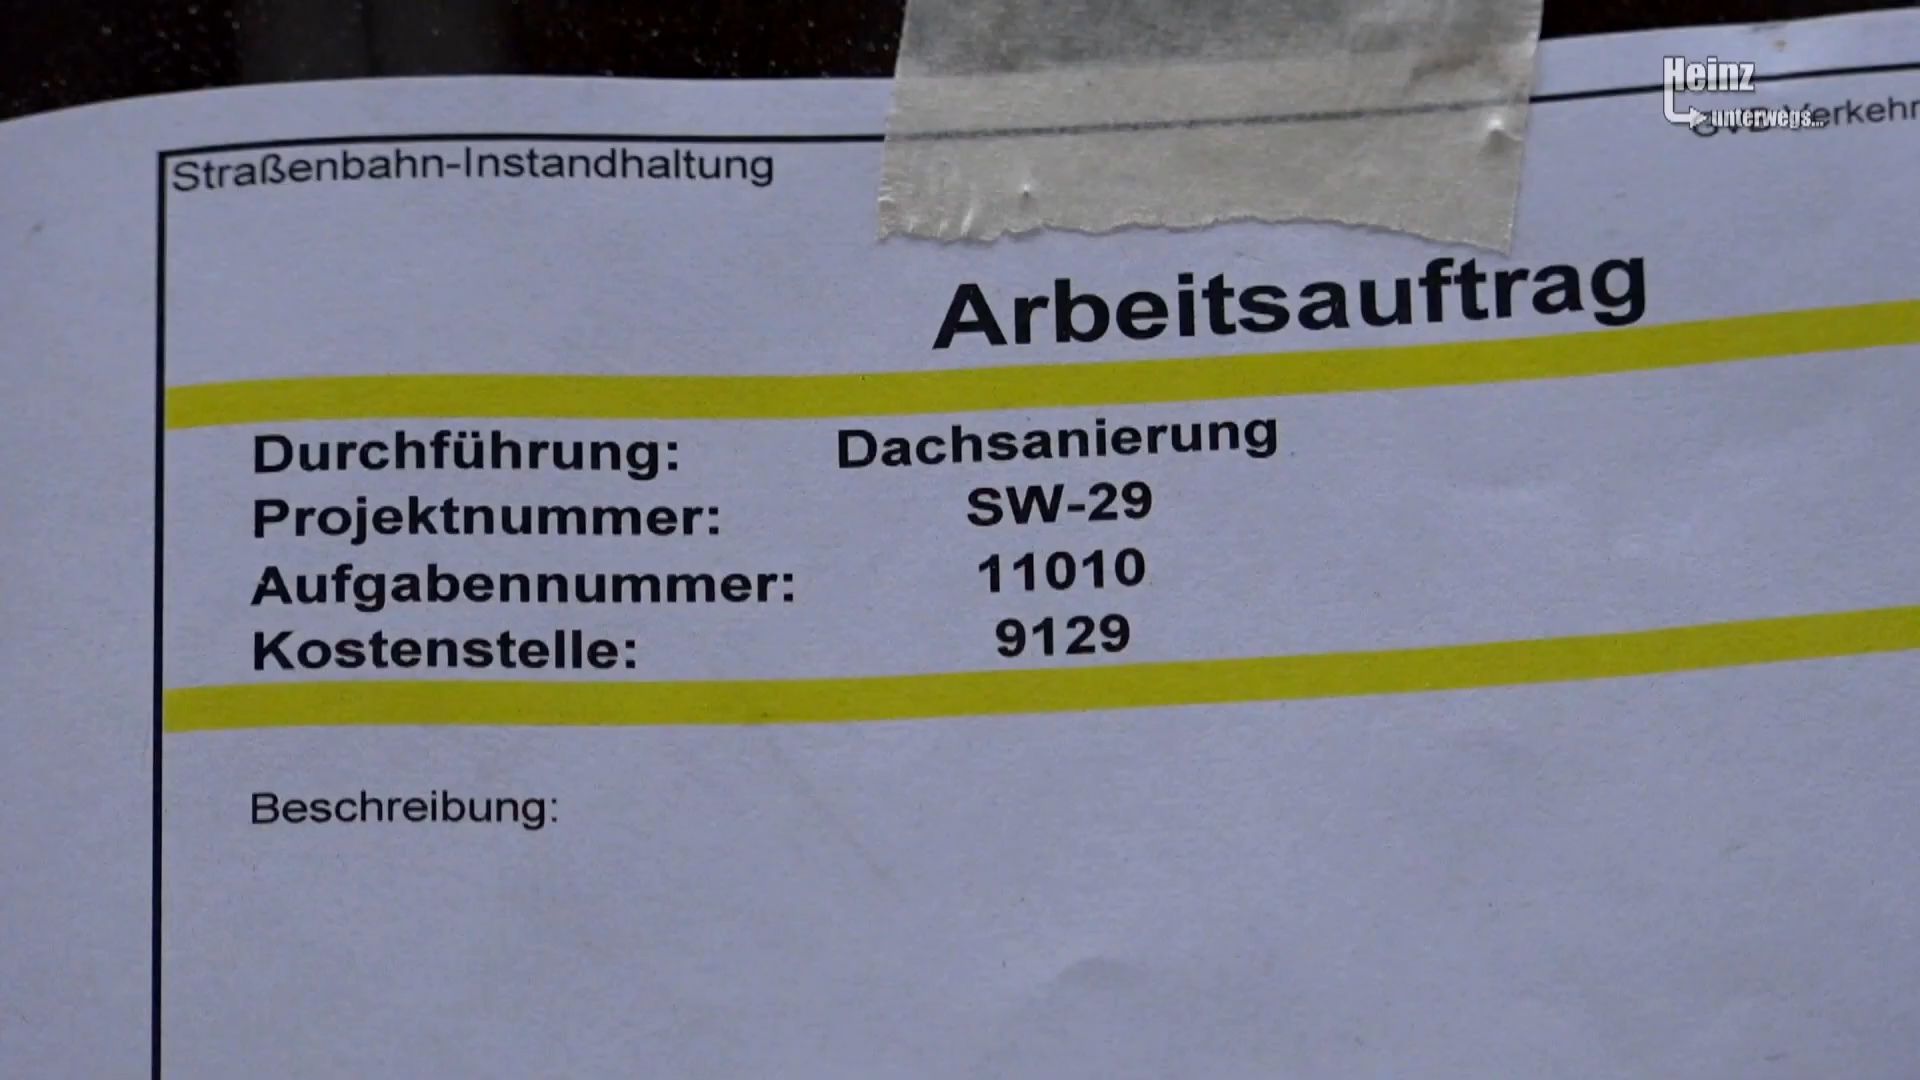 Heinz
unterwegs...
Straßenbahn-Instandhaltung
Arbeitsauftrag
Durchführung: Dachsanierung
Projektnummer: SW-29
Aufgabennummer: 11010
Kostenstelle: 9129
Beschreibung: